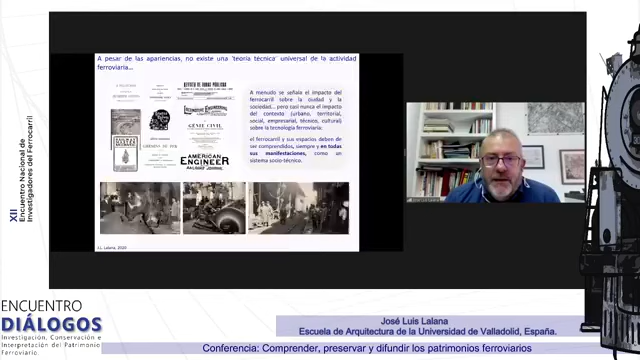 A pesar de las apariencias, no existe una 'teoría técnica' universal de la actividad
ferroviaria...
REVISTA DE OBRAS PÚBLICAS
LOCOMOTIVE ENGINEERING
GÉNIE CIVIL
AMERICAN
ENGINEER
RAILROAD JOURNAL
A menudo se señala el impacto del
ferrocarril sobre la ciudad y la
sociedad... pero casi nunca el impacto
del contexto (urbano, territorial,
social, empresarial, técnico, cultural)
sobre la tecnología ferroviaria:
el ferrocarril y sus espacios deben de
ser comprendidos, siempre y en todas
sus manifestaciones, como un
sistema socio-técnico.
J.L. Lalana, 2020
XII
Encuentro Nacional de
Investigadores del Ferrocarril
ENCUENTRO
DIÁLOGOS
Investigación, Conservación e
Interpretación del Patrimonio
Ferroviario.
José Luis Lalana
Escuela de Arquitectura de la Universidad de Valladolid, España.
Conferencia: Comprender, preservar y difundir los patrimonios ferroviarios